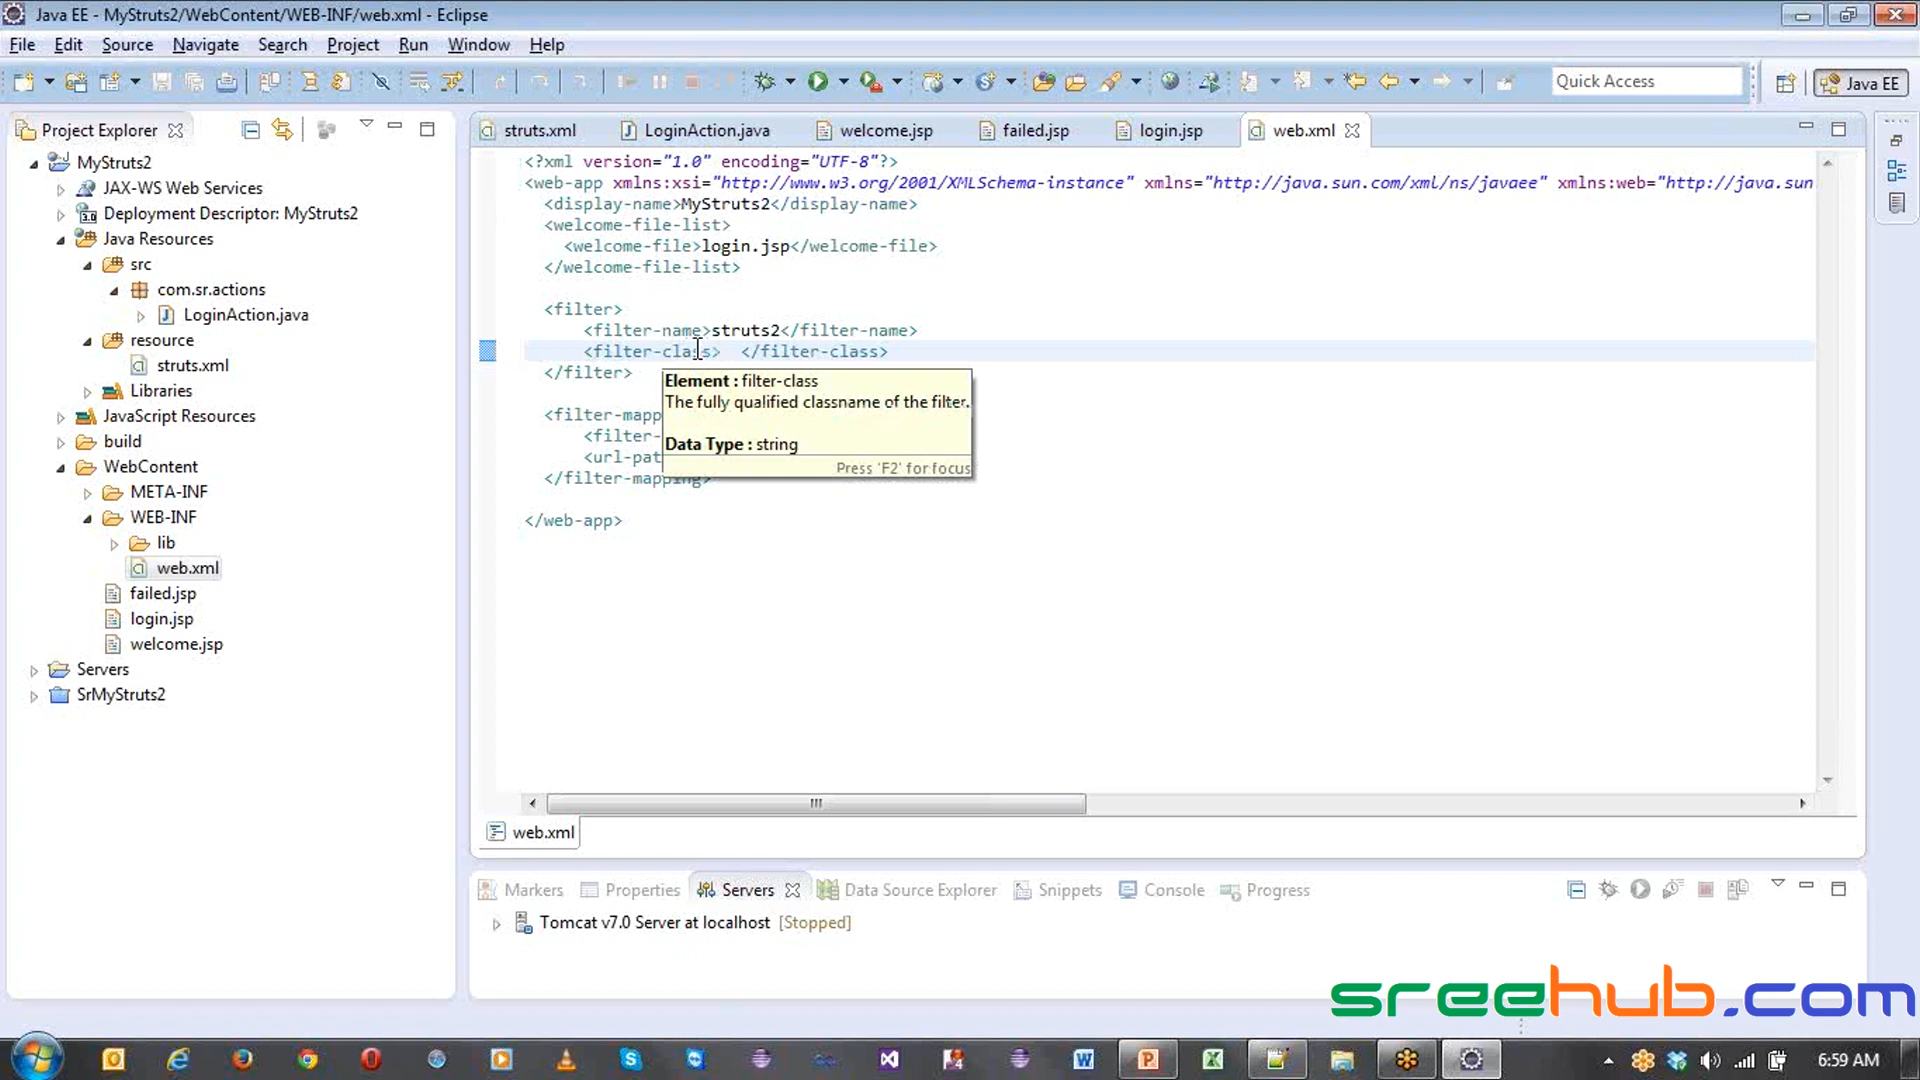 Java EE - MyStruts2/WebContent/WEB-INF/web.xml - Eclipse
File Edit Source Navigate Search Project Run Window Help
Quick Access
Java EE
Project Explorer
MyStruts2
JAX-WS Web Services
3.0
Deployment Descriptor: MyStruts2
Java Resources
src
com.sr.actions
LoginAction.java
resource
struts.xml
Libraries
JavaScript Resources
build
WebContent
META-INF
WEB-INF
lib
web.xml
failed.jsp
login.jsp
welcome.jsp
Servers
SrMyStruts2
struts.xml LoginAction.java welcome.jsp failed.jsp login.jsp web.xml
<?xml version="1.0" encoding="UTF-8"?>
<web-app xmlns:xsi="http://www.w3.org/2001/XMLSchema-instance" xmlns="http://java.sun.com/xml/ns/javaee" xmlns:web="http://java.sun
<display-name>MyStruts2</display-name>
<welcome-file-list>
<welcome-file>login.jsp</welcome-file>
</welcome-file-list>
<filter>
<filter-name>struts2</filter-name>
<filter-class> </filter-class>
</filter>
<filter-mapp
<filter-
<url-pat
</filter-mapping>
</web-app>
Element : filter-class
The fully qualified classname of the filter.
Data Type : string
Press 'F2' for focus
web.xml
Markers Properties Servers Data Source Explorer Snippets Console Progress
Tomcat v7.0 Server at localhost [Stopped]
sreehub.com
6:59 AM